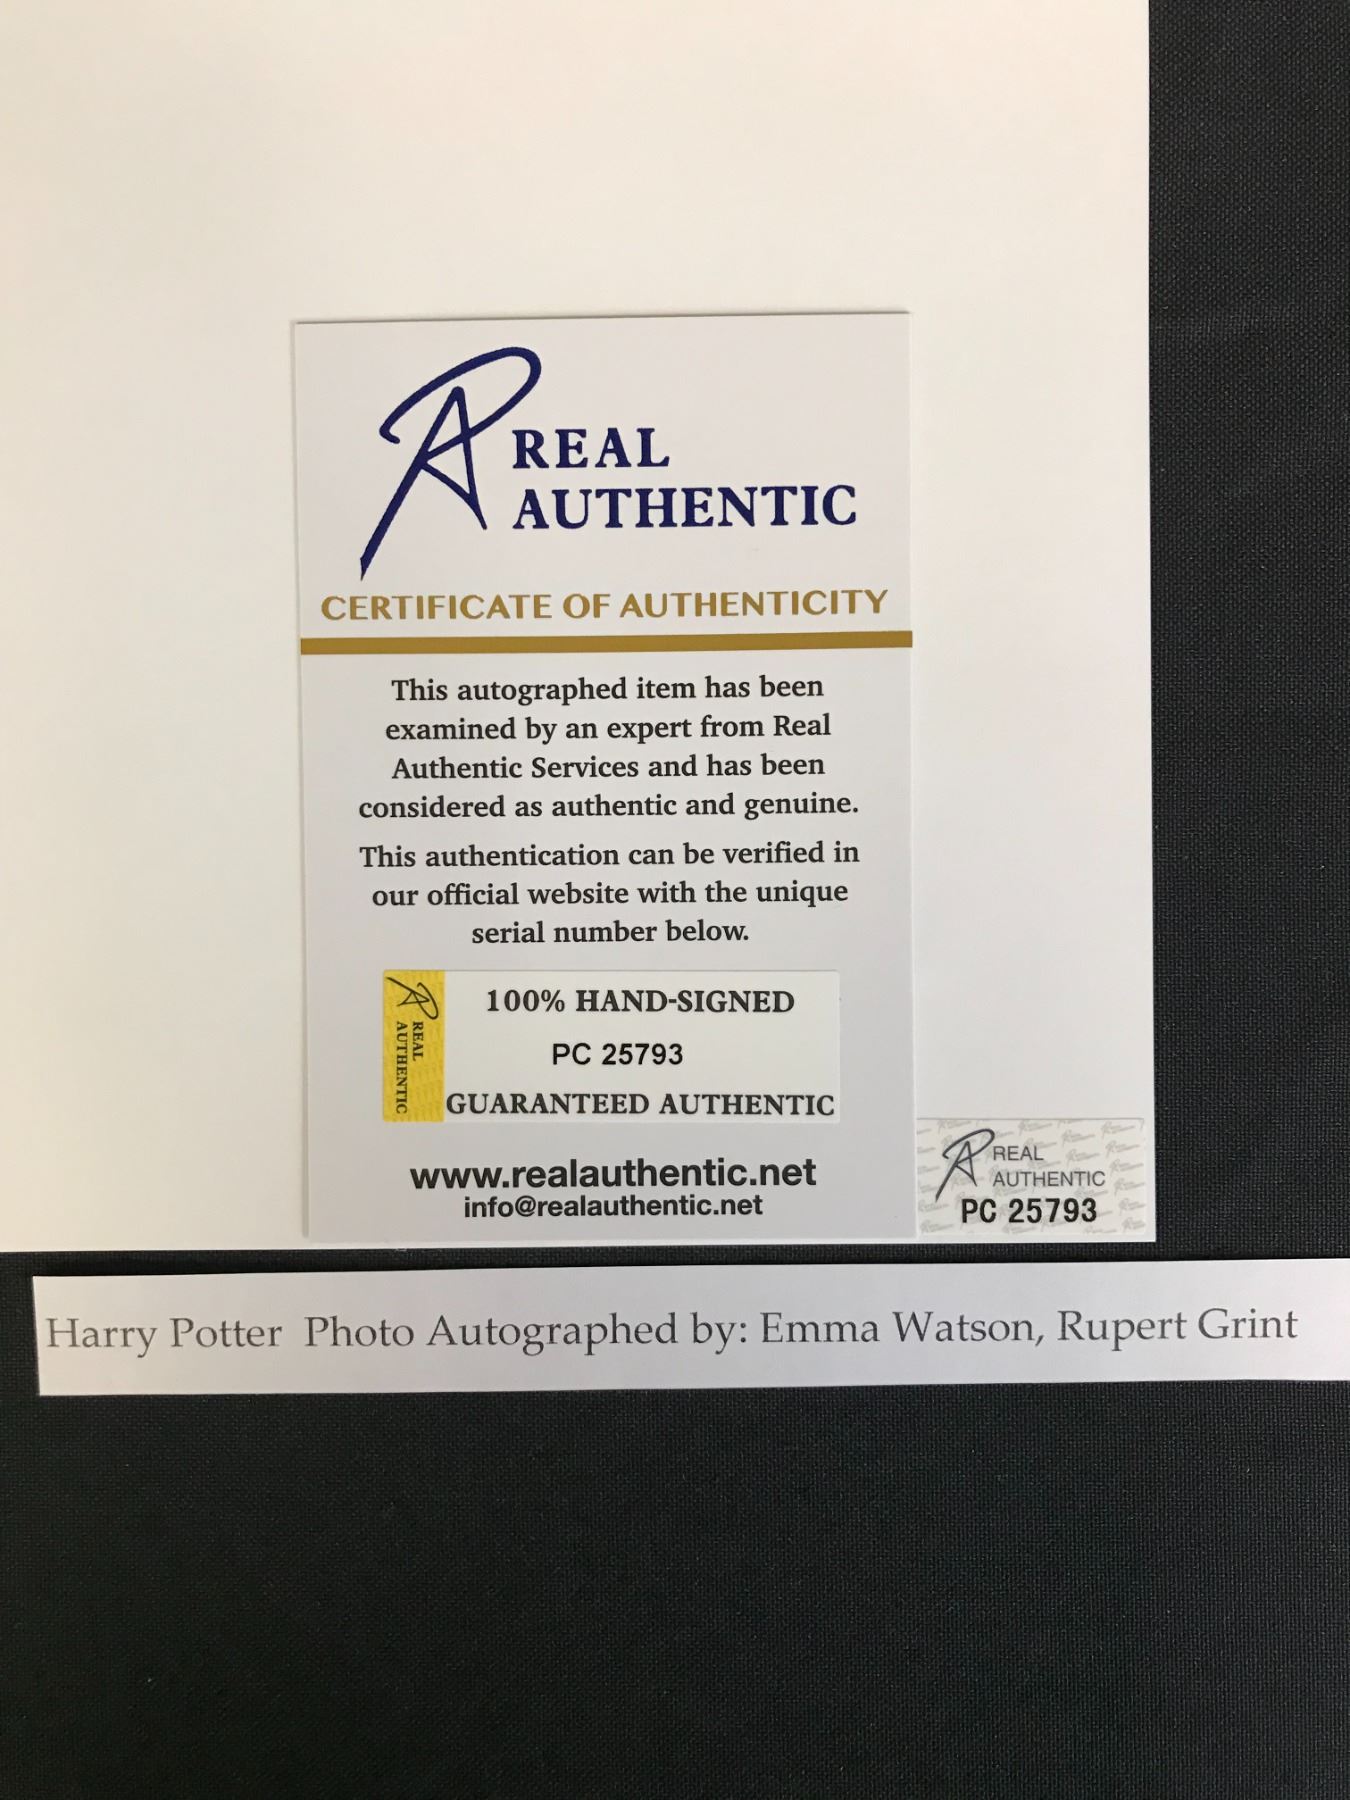 REAL
AUTHENTIC
CERTIFICATE OF AUTHENTICITY
This autographed item has been
examined by an expert from Real
Authentic Services and has been
considered as authentic and genuine.
This authentication can be verified in
our official website with the unique
serial number below.
REAL
AUTHENTIC
100% HAND-SIGNED
PC 25793
GUARANTEED AUTHENTIC
www.realauthentic.net
info@realauthentic.net
REAL
AUTHENTIC
PC 25793
Harry Potter Photo Autographed by: Emma Watson, Rupert Grint